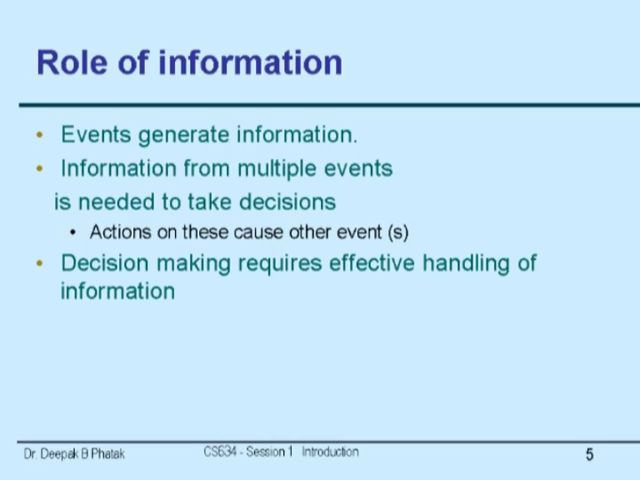 Role of information
• Events generate information.
• Information from multiple events
is needed to take decisions
• Actions on these cause other event (s)
• Decision making requires effective handling of
information
Dr. Deepak B Phatak
CS634 - Session 1 Introduction
5